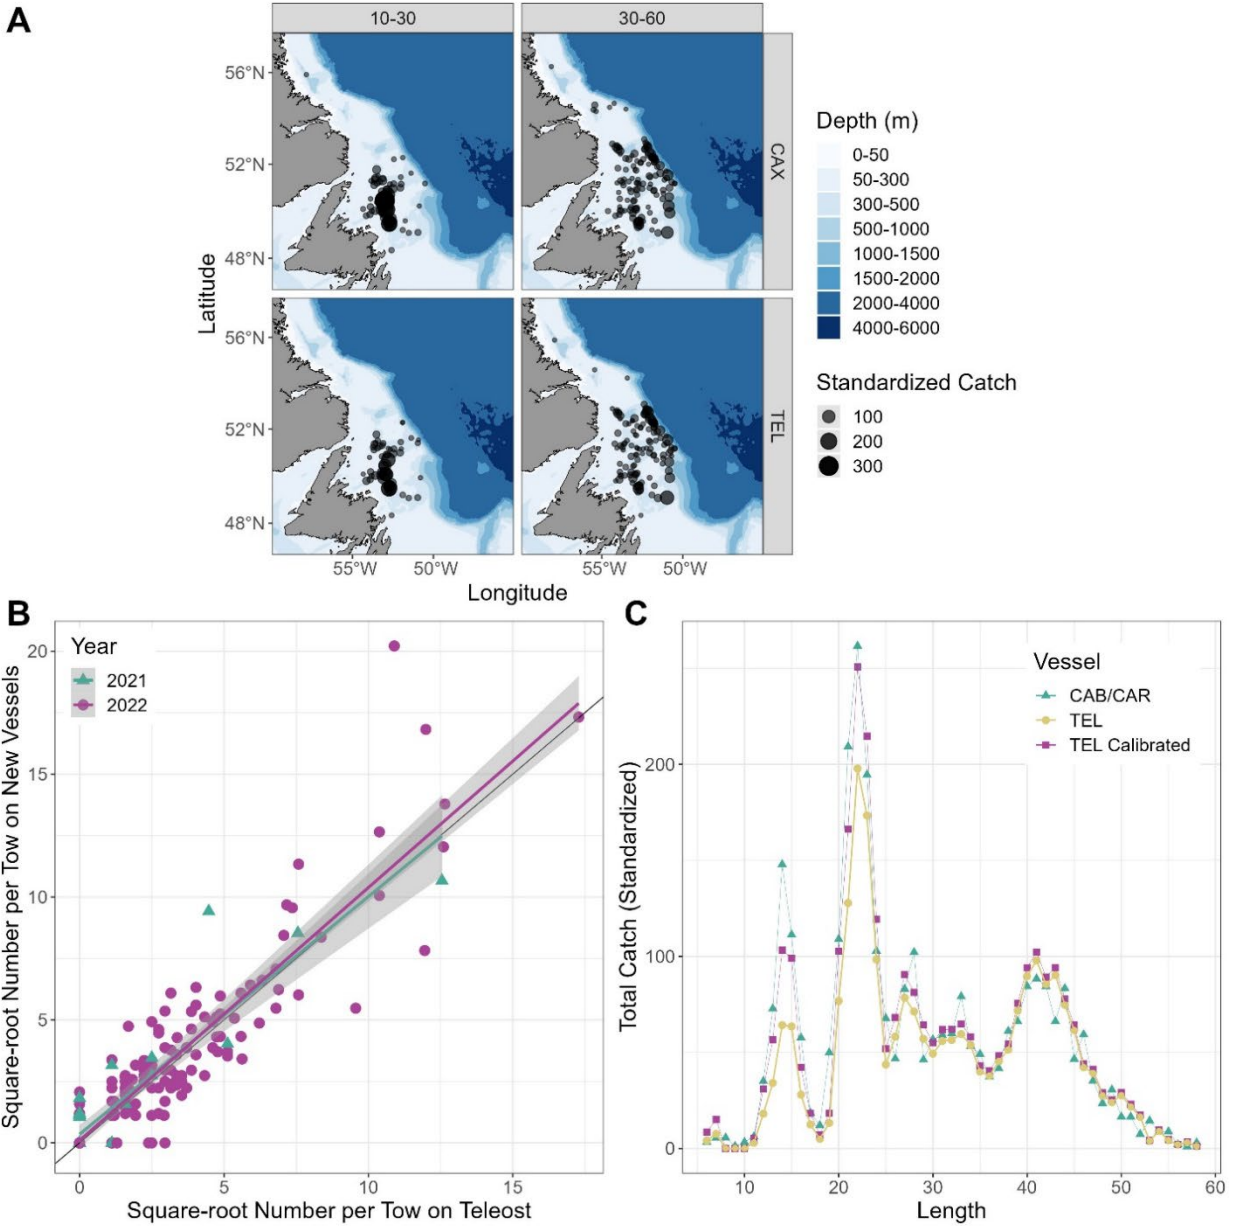 A
10-30
30-60
56°N
52°N
48°N
CAX
56°N
52°N
48°N
TEL
55°W
50°W
55°W
50°W
Latitude
Longitude
Depth (m)
0-50
50-300
300-500
500-1000
1000-1500
1500-2000
2000-4000
4000-6000
Standardized Catch
100
200
300
B
Year
2021
2022
20
15
10
5
0
0
5
10
15
Square-root Number per Tow on New Vessels
Square-root Number per Tow on Teleost
C
Vessel
CAB/CAR
TEL
TEL Calibrated
200
100
0
10
20
30
40
50
60
Total Catch (Standardized)
Length